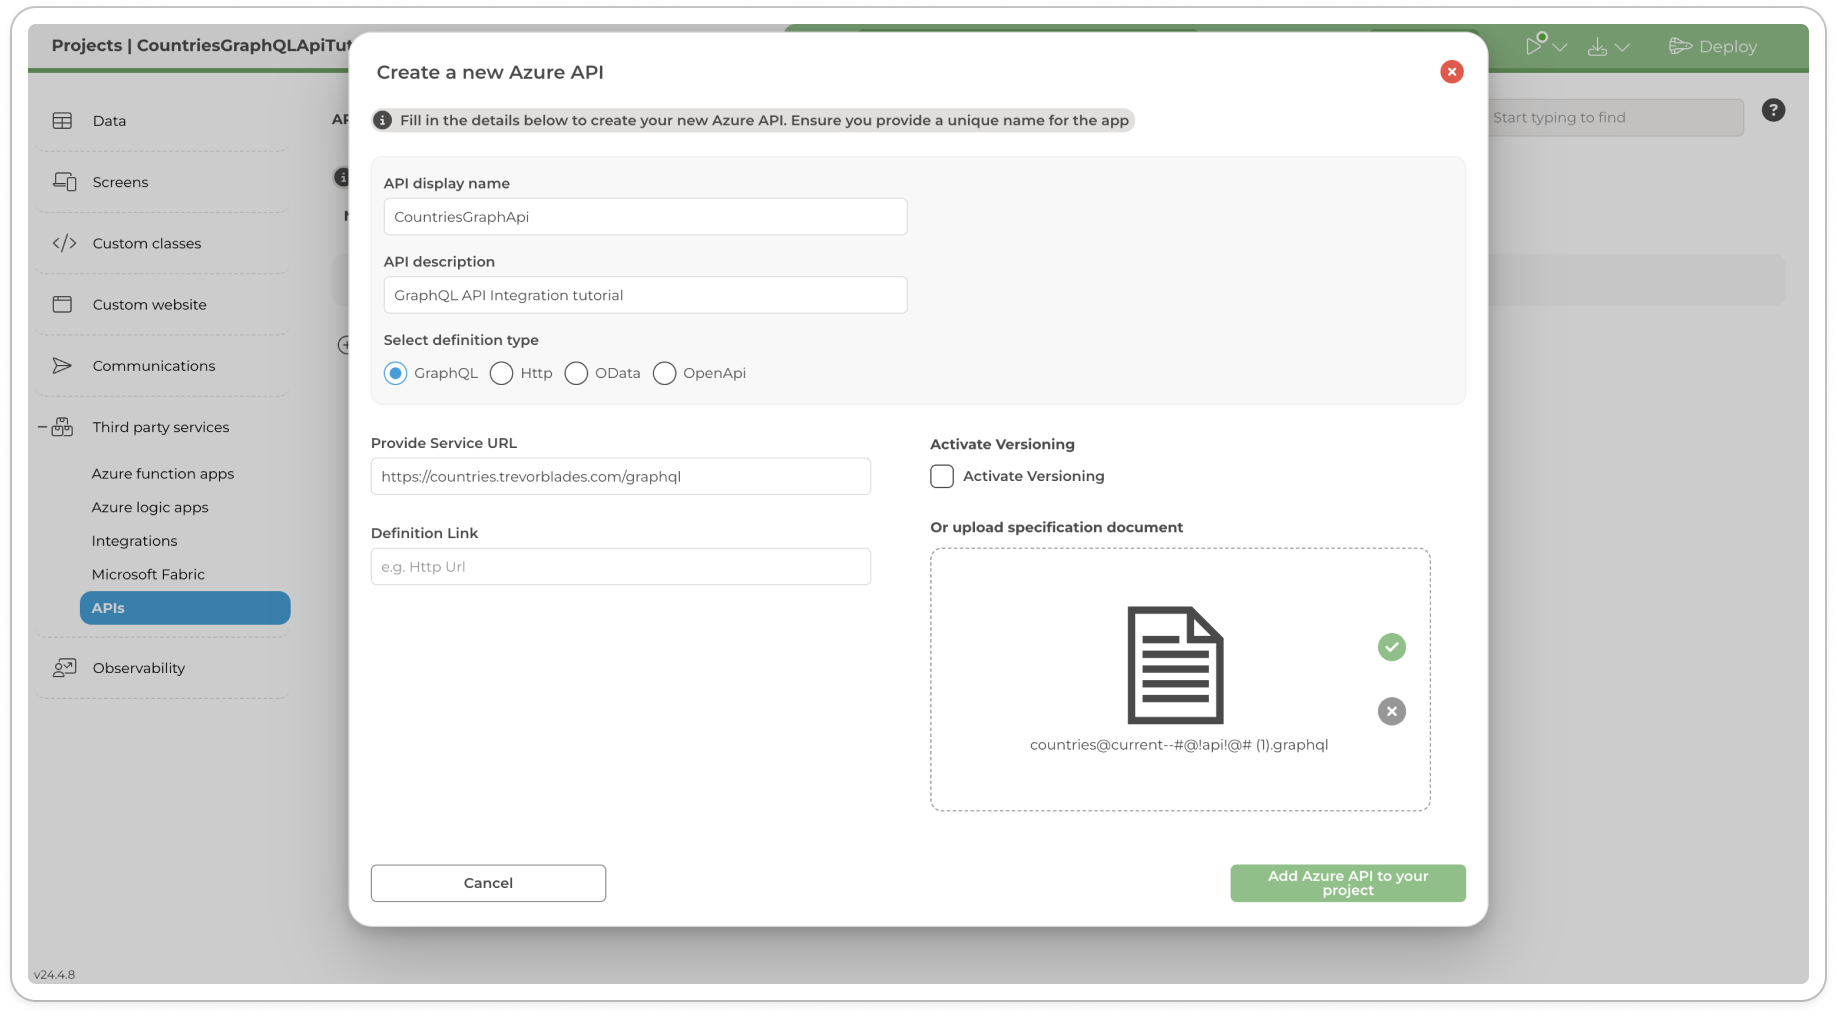 Projects | CountriesGraphQLApiTut
Deploy
Create a new Azure API
Fill in the details below to create your new Azure API. Ensure you provide a unique name for the app
Start typing to find
Data
Screens
Custom classes
Custom website
Communications
Third party services
Azure function apps
Azure logic apps
Integrations
Microsoft Fabric
APIs
Observability
API display name
CountriesGraphApi
API description
GraphQL API Integration tutorial
Select definition type
GraphQL Http OData OpenApi
Provide Service URL
https://countries.trevorblades.com/graphql
Definition Link
e.g. Http Url
Activate Versioning
Activate Versioning
Or upload specification document
countries@current--#@!api!@# (1).graphql
Cancel
Add Azure API to your
project
v24.4.8